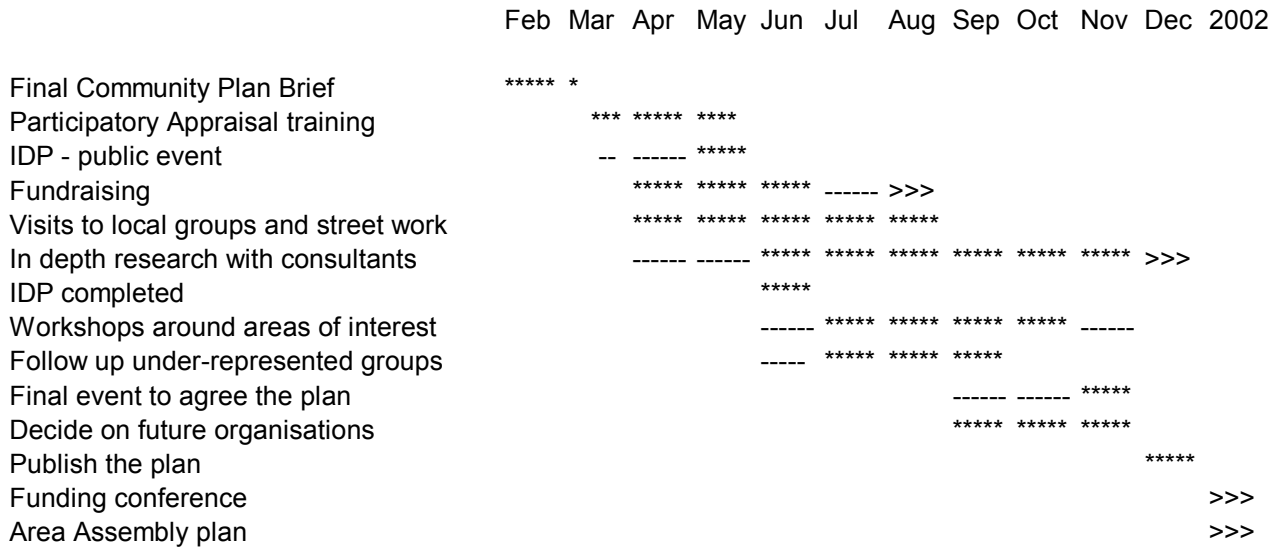 Feb Mar Apr May Jun Jul Aug Sep Oct Nov Dec 2002
Final Community Plan Brief ***** *
Participatory Appraisal training *** ***** ****
IDP - public event -- ------ *****
Fundraising ***** ***** ***** ------ >>>
Visits to local groups and street work ***** ***** ***** ***** *****
In depth research with consultants ------ ------ ***** ***** ***** ***** ***** ***** >>>
IDP completed *****
Workshops around areas of interest ------ ***** ***** ***** ***** ------
Follow up under-represented groups ----- ***** ***** *****
Final event to agree the plan ------ ------ *****
Decide on future organisations ***** ***** *****
Publish the plan *****
Funding conference >>>
Area Assembly plan >>>